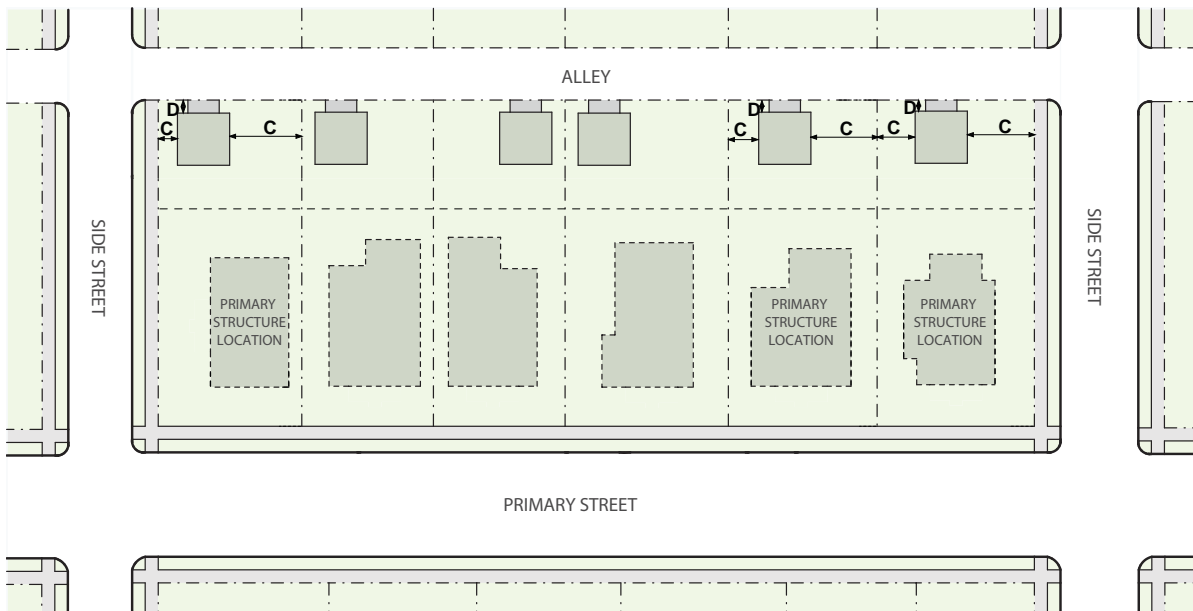 ALLEY
D
D
D
C
C
C
C
C
C
SIDE STREET
SIDE STREET
PRIMARY
STRUCTURE
LOCATION
PRIMARY
STRUCTURE
LOCATION
PRIMARY
STRUCTURE
LOCATION
PRIMARY STREET